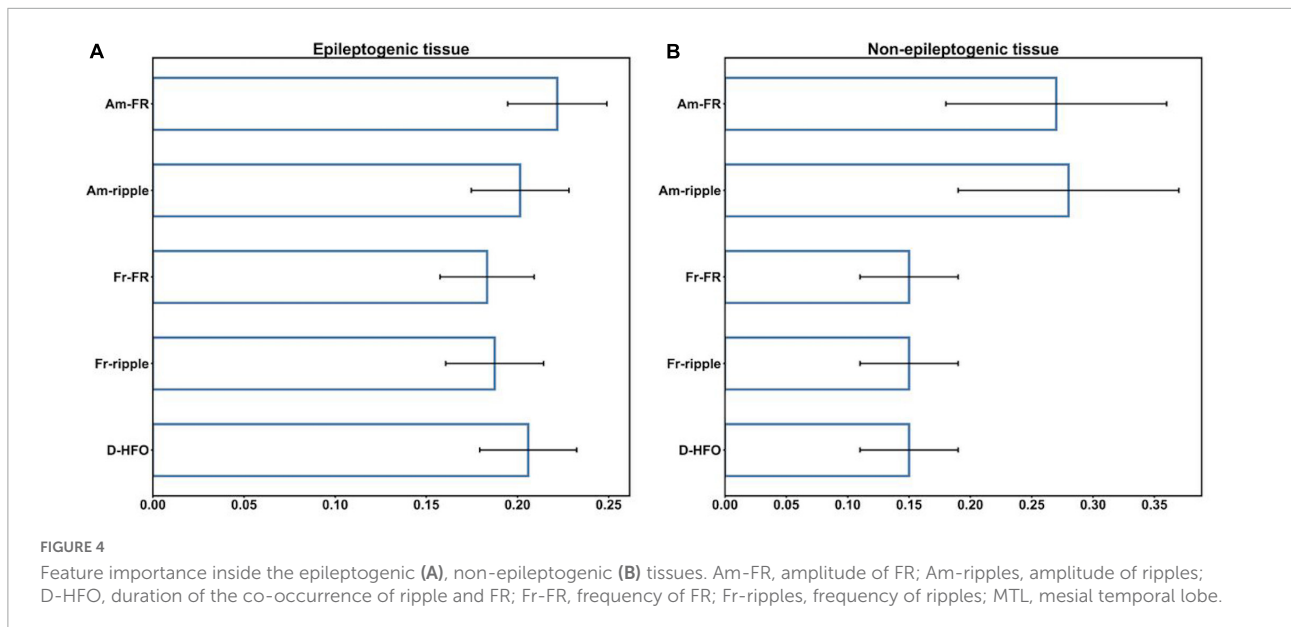 A
Epileptogenic tissue
Am-FR
Am-ripple
Fr-FR
Fr-ripple
D-HFO
0.00 0.05 0.10 0.15 0.20 0.25
B
Non-epileptogenic tissue
Am-FR
Am-ripple
Fr-FR
Fr-ripple
D-HFO
0.00 0.05 0.10 0.15 0.20 0.25 0.30 0.35
FIGURE 4
Feature importance inside the epileptogenic (A), non-epileptogenic (B) tissues. Am-FR, amplitude of FR; Am-ripples, amplitude of ripples;
D-HFO, duration of the co-occurrence of ripple and FR; Fr-FR, frequency of FR; Fr-ripples, frequency of ripples; MTL, mesial temporal lobe.